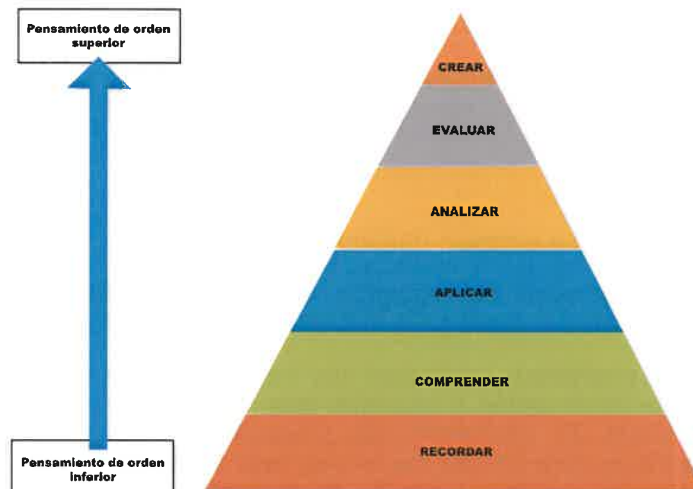 Pensamiento de orden
superior
CREAR
EVALUAR
ANALIZAR
APLICAR
COMPRENDER
RECORDAR
Pensamiento de orden
inferior